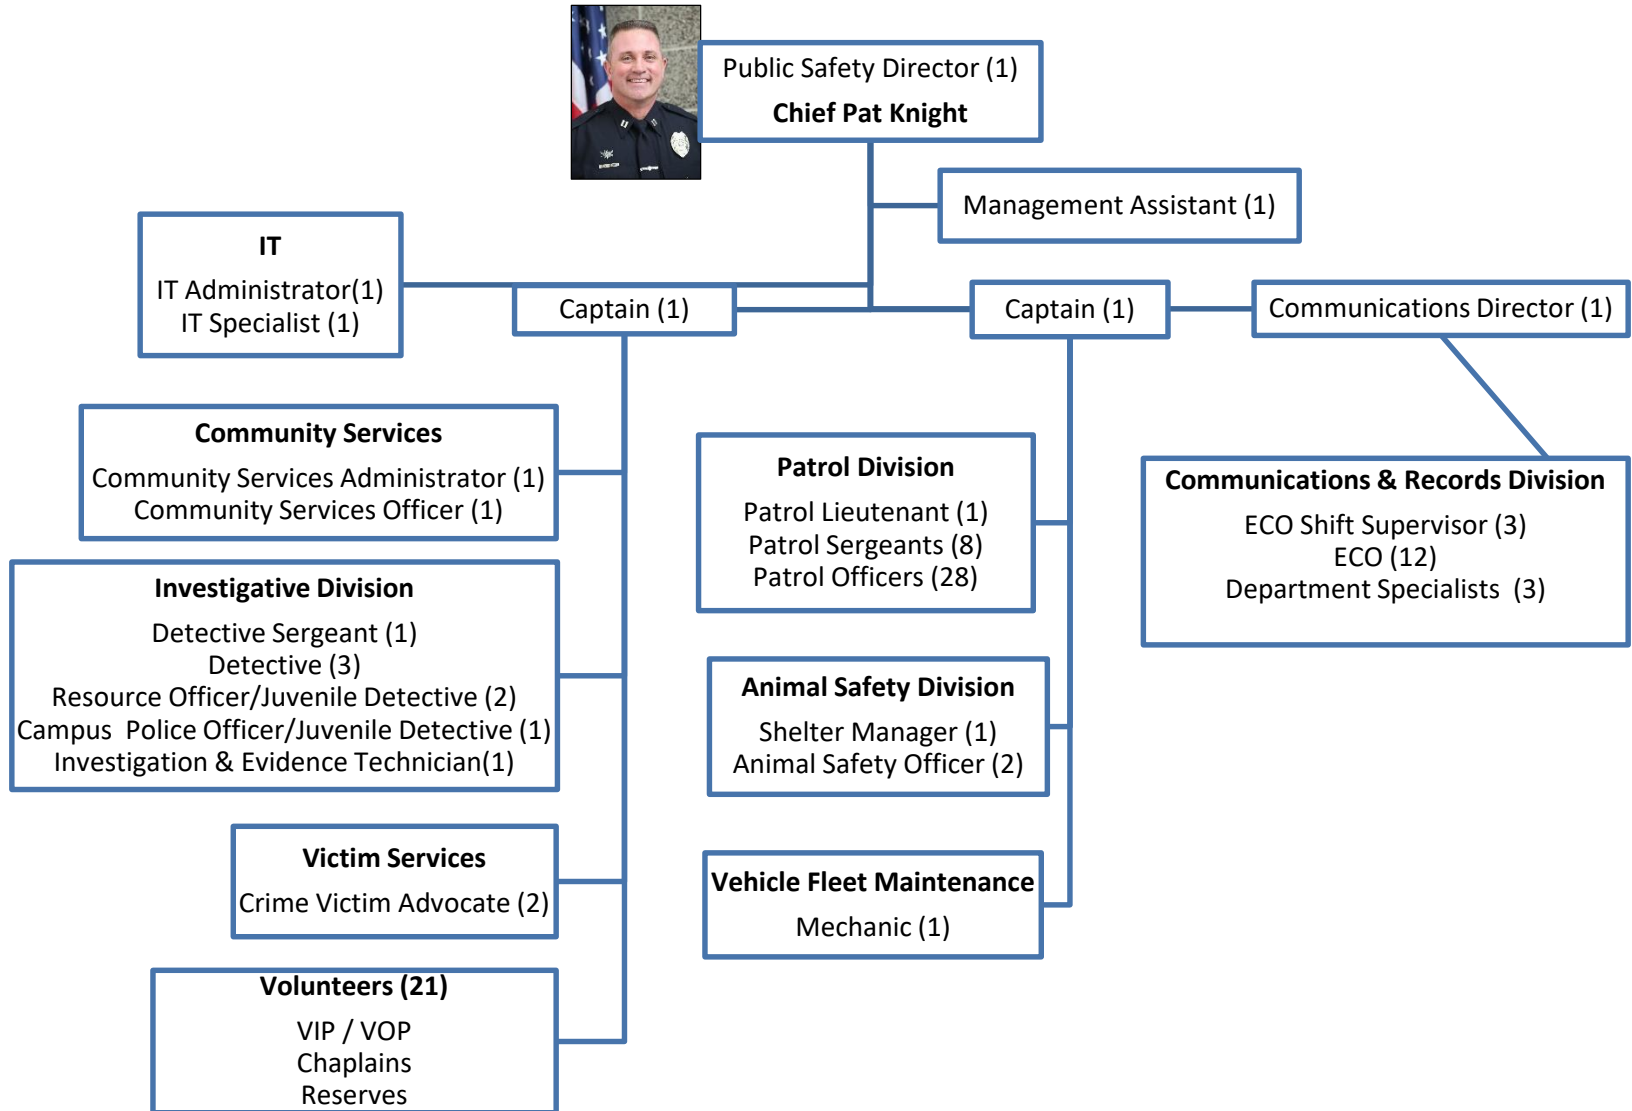 Public Safety Director (1)
Chief Pat Knight
Management Assistant (1)
IT
IT Administrator(1)
IT Specialist (1)
Captain (1)
Captain (1)
Communications Director (1)
Community Services
Community Services Administrator (1)
Community Services Officer (1)
Investigative Division
Detective Sergeant (1)
Detective (3)
Resource Officer/Juvenile Detective (2)
Campus  Police Officer/Juvenile Detective (1)
Investigation & Evidence Technician(1)
Victim Services
Crime Victim Advocate (2)
Volunteers (21)
VIP / VOP
Chaplains
Reserves
Patrol Division
Patrol Lieutenant (1)
Patrol Sergeants (8)
Patrol Officers (28)
Animal Safety Division
Shelter Manager (1)
Animal Safety Officer (2)
Vehicle Fleet Maintenance
Mechanic (1)
Communications & Records Division
ECO Shift Supervisor (3)
ECO (12)
Department Specialists  (3)